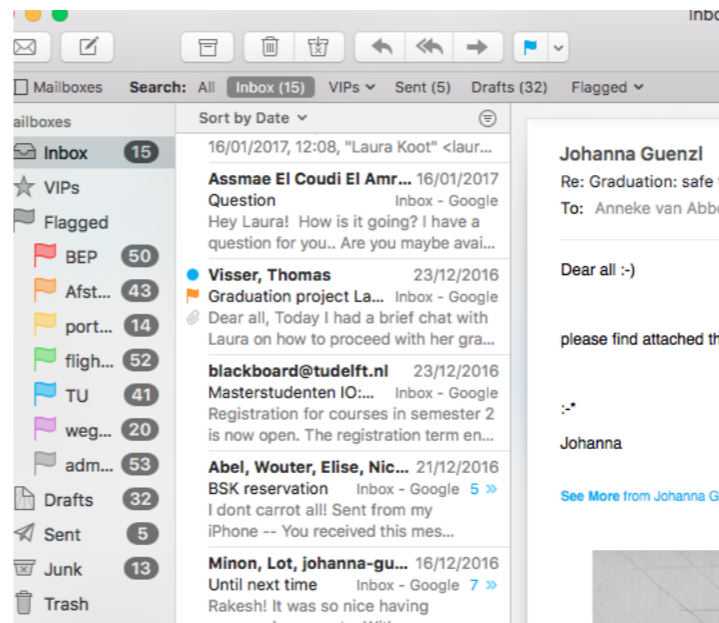 Inbo
Mailboxes Search: All Inbox (15) VIPs Sent (5) Drafts (32) Flagged
ailboxes
Inbox 15
VIPs
Flagged
BEP 50
Afst... 43
port... 14
fligh... 52
TU 41
weg... 20
adm... 53
Drafts 32
Sent 5
Junk 13
Trash
Sort by Date
16/01/2017, 12:08, "Laura Koot" <laur...
Assmae El Coudi El Amr... 16/01/2017
Question Inbox - Google
Hey Laura! How is it going? I have a
question for you.. Are you maybe avai...
Visser, Thomas 23/12/2016
Graduation project La... Inbox - Google
Dear all, Today I had a brief chat with
Laura on how to proceed with her gra...
blackboard@tudelft.nl 23/12/2016
Masterstudenten IO:... Inbox - Google
Registration for courses in semester 2
is now open. The registration term en...
Abel, Wouter, Elise, Nic... 21/12/2016
BSK reservation Inbox - Google 5 »
I dont carrot all! Sent from my
iPhone -- You received this mes...
Minon, Lot, johanna-gu... 16/12/2016
Until next time Inbox - Google 7 »
Rakesh! It was so nice having
Johanna Guenzl
Re: Graduation: safe
To: Anneke van Abbe
Dear all :-)
please find attached th
:-*
Johanna
See More from Johanna G